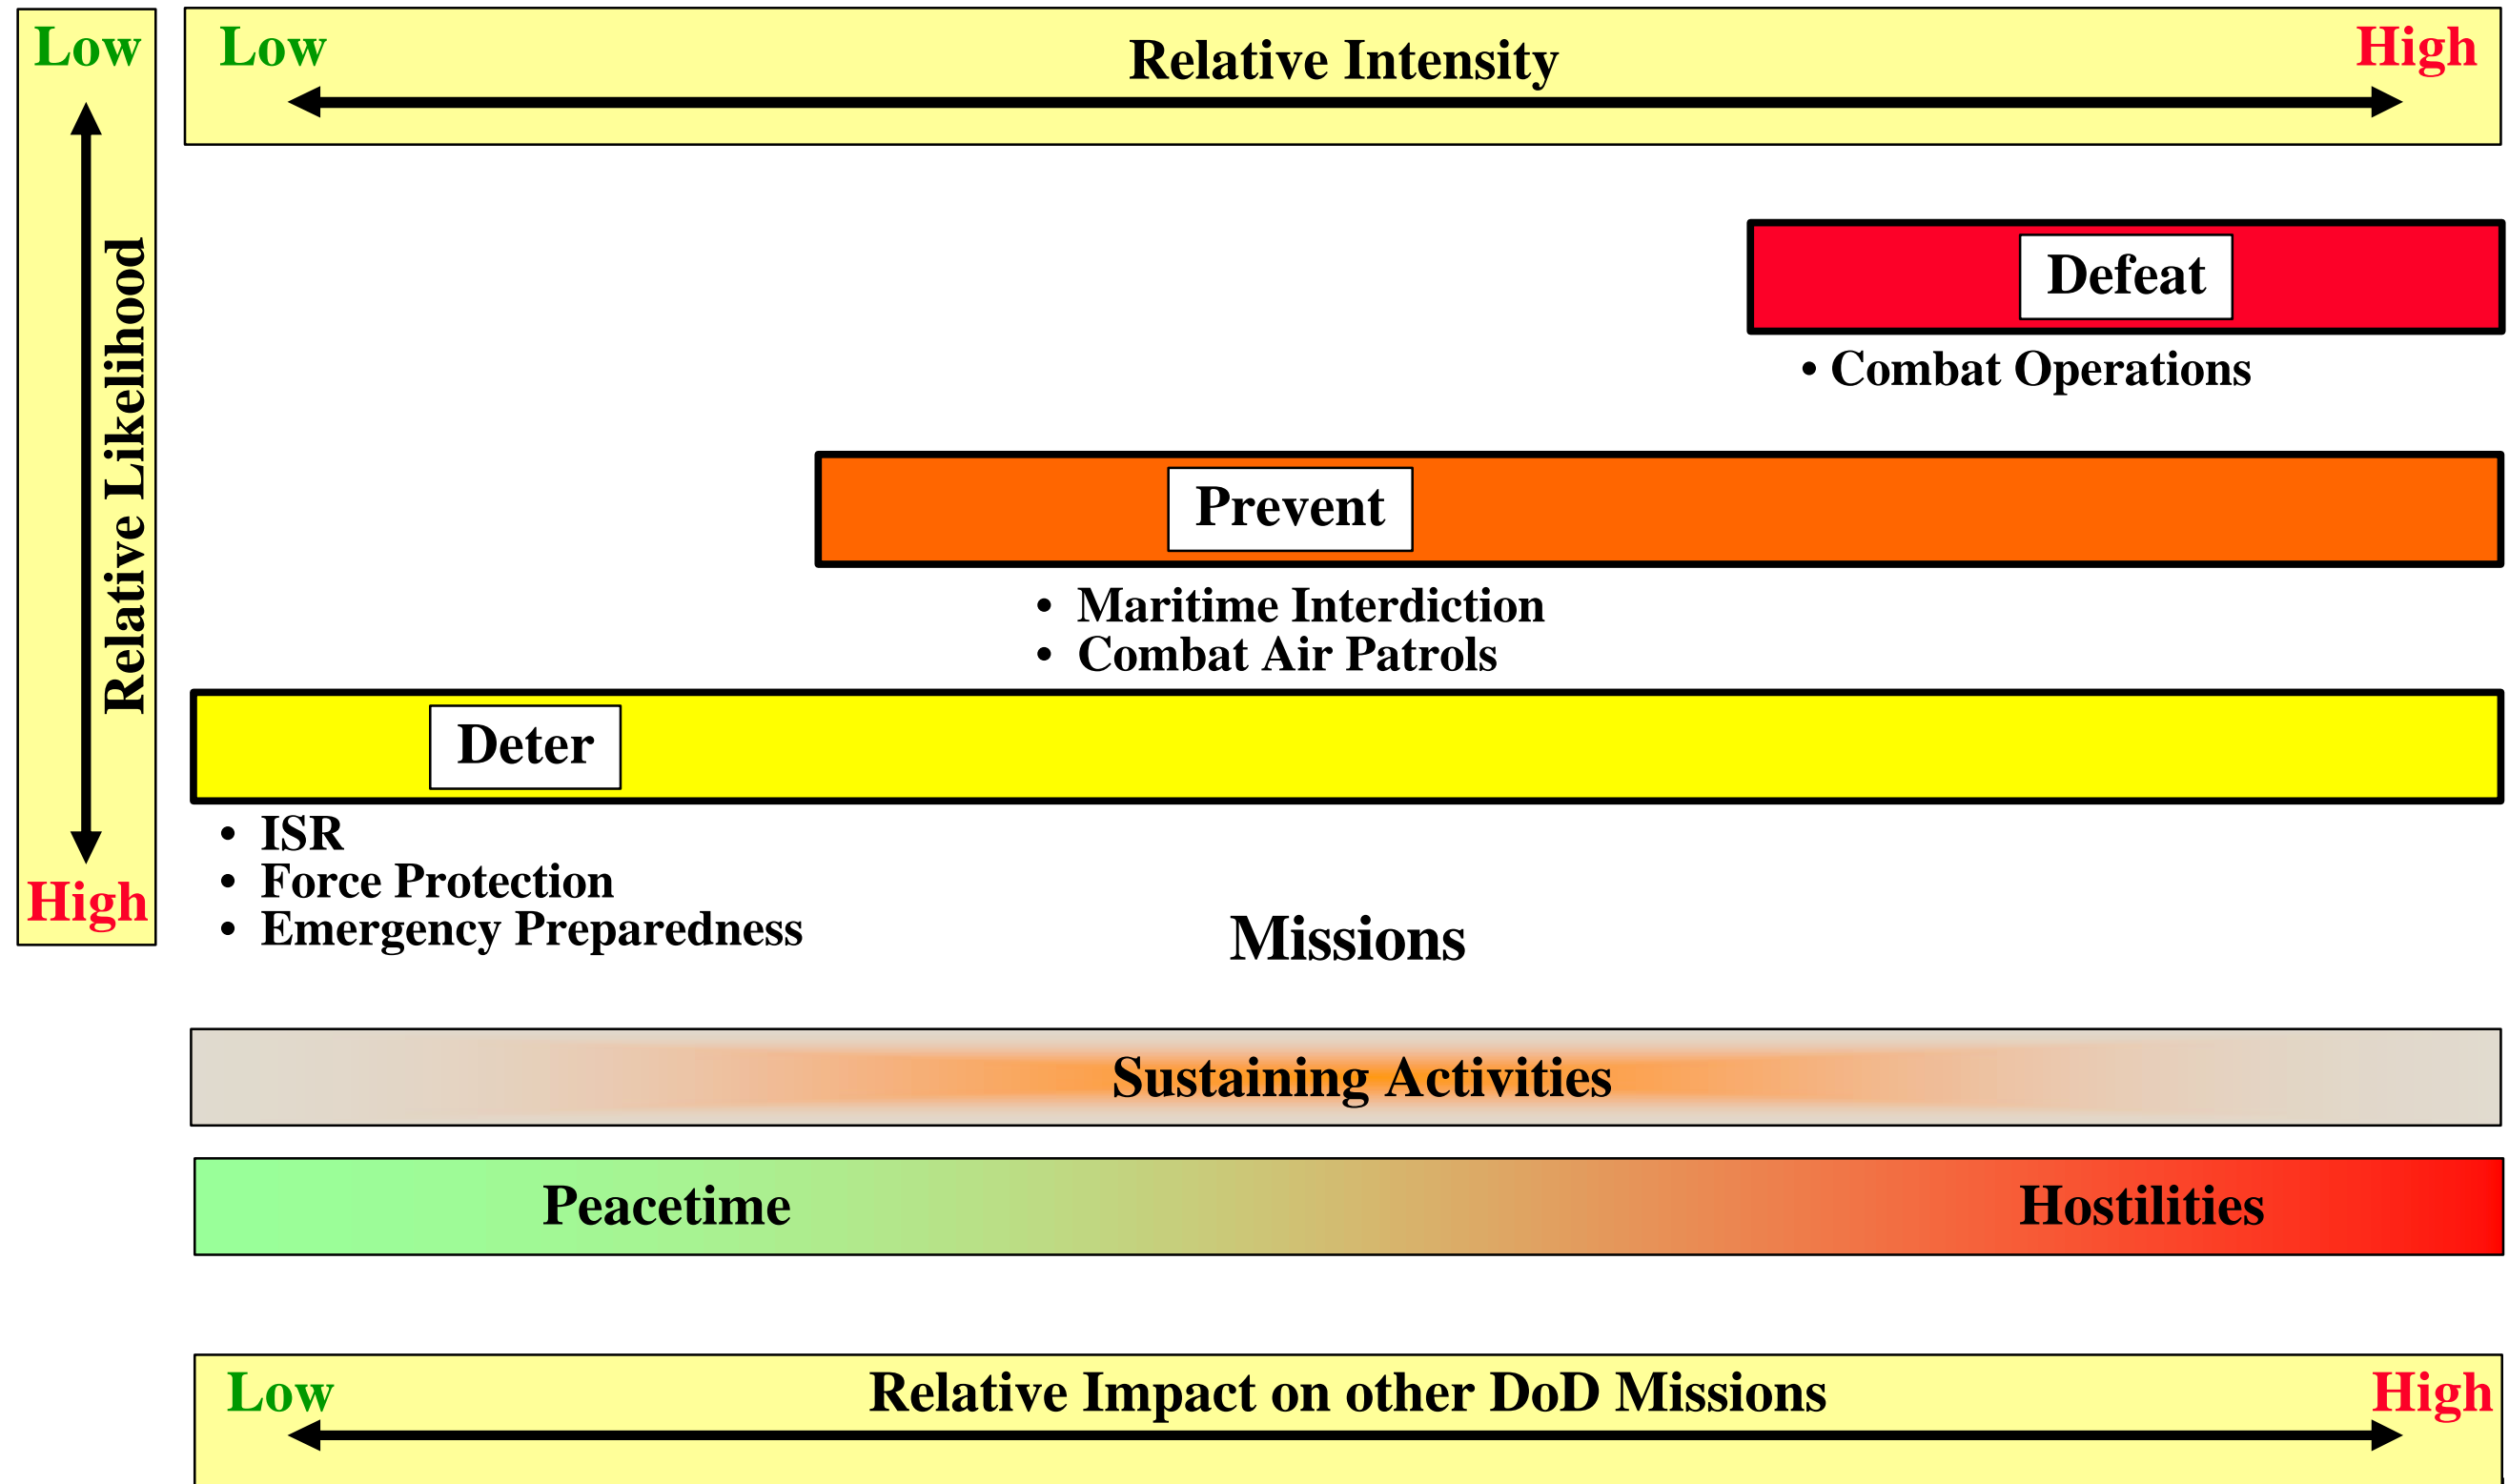 Low
Relative Likelihood
High
Low
Relative Intensity
High
Defeat
• Combat Operations
Prevent
• Maritime Interdiction
• Combat Air Patrols
Deter
• ISR
• Force Protection
• Emergency Preparedness
Missions
Sustaining Activities
Peacetime
Hostilities
Low
Relative Impact on other DoD Missions
High